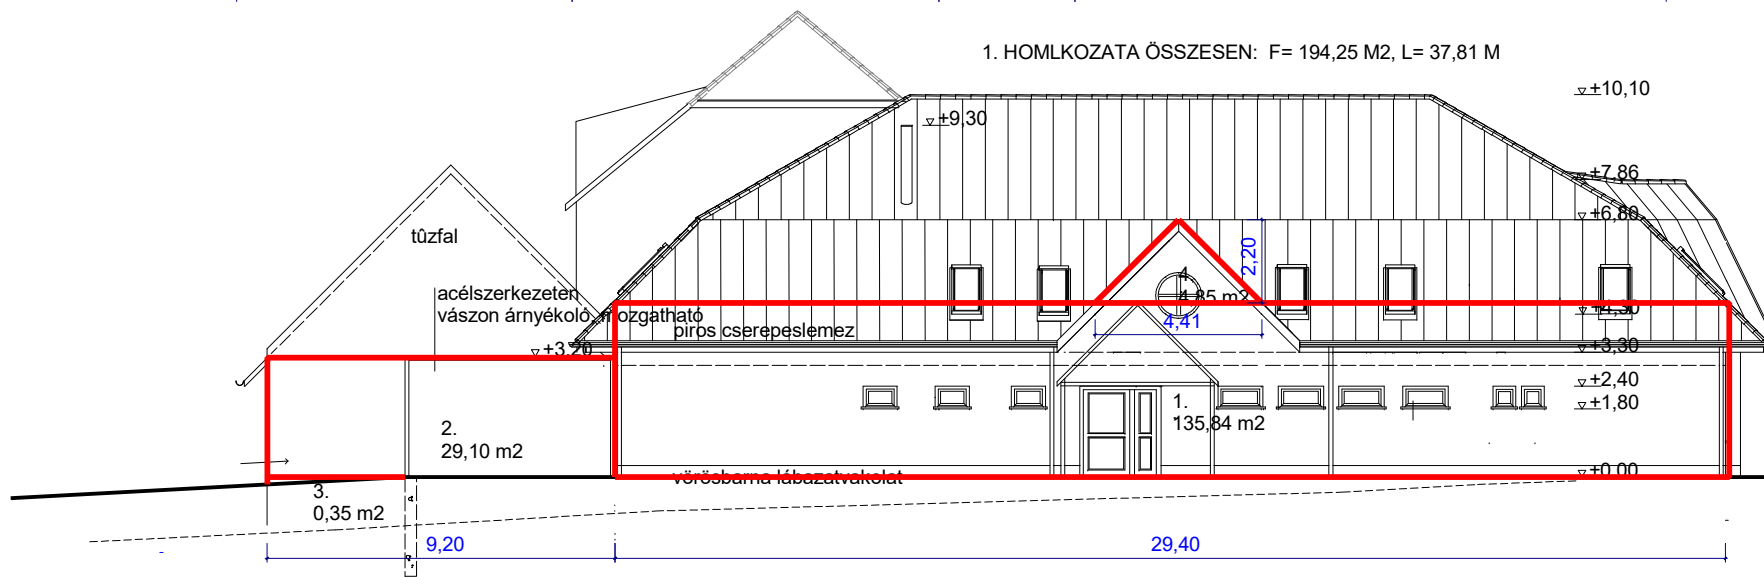 1. HOMLKOZATA ÖSSZESEN: F= 194,25 M2, L= 37,81 M
+10,10
+9,30
+7,86
+6,80
tûzfal
2,20
4.
4,85 m2
acélszerkezeten
vászon árnyékoló, mozgatható
+4,30
4,41
piros cserepeslemez
+3,20
+3,30
+2,40
+1,80
1.
135,84 m2
2.
29,10 m2
vörösbarna lábazatvakolat
+0,00
3.
0,35 m2
9,20
29,40